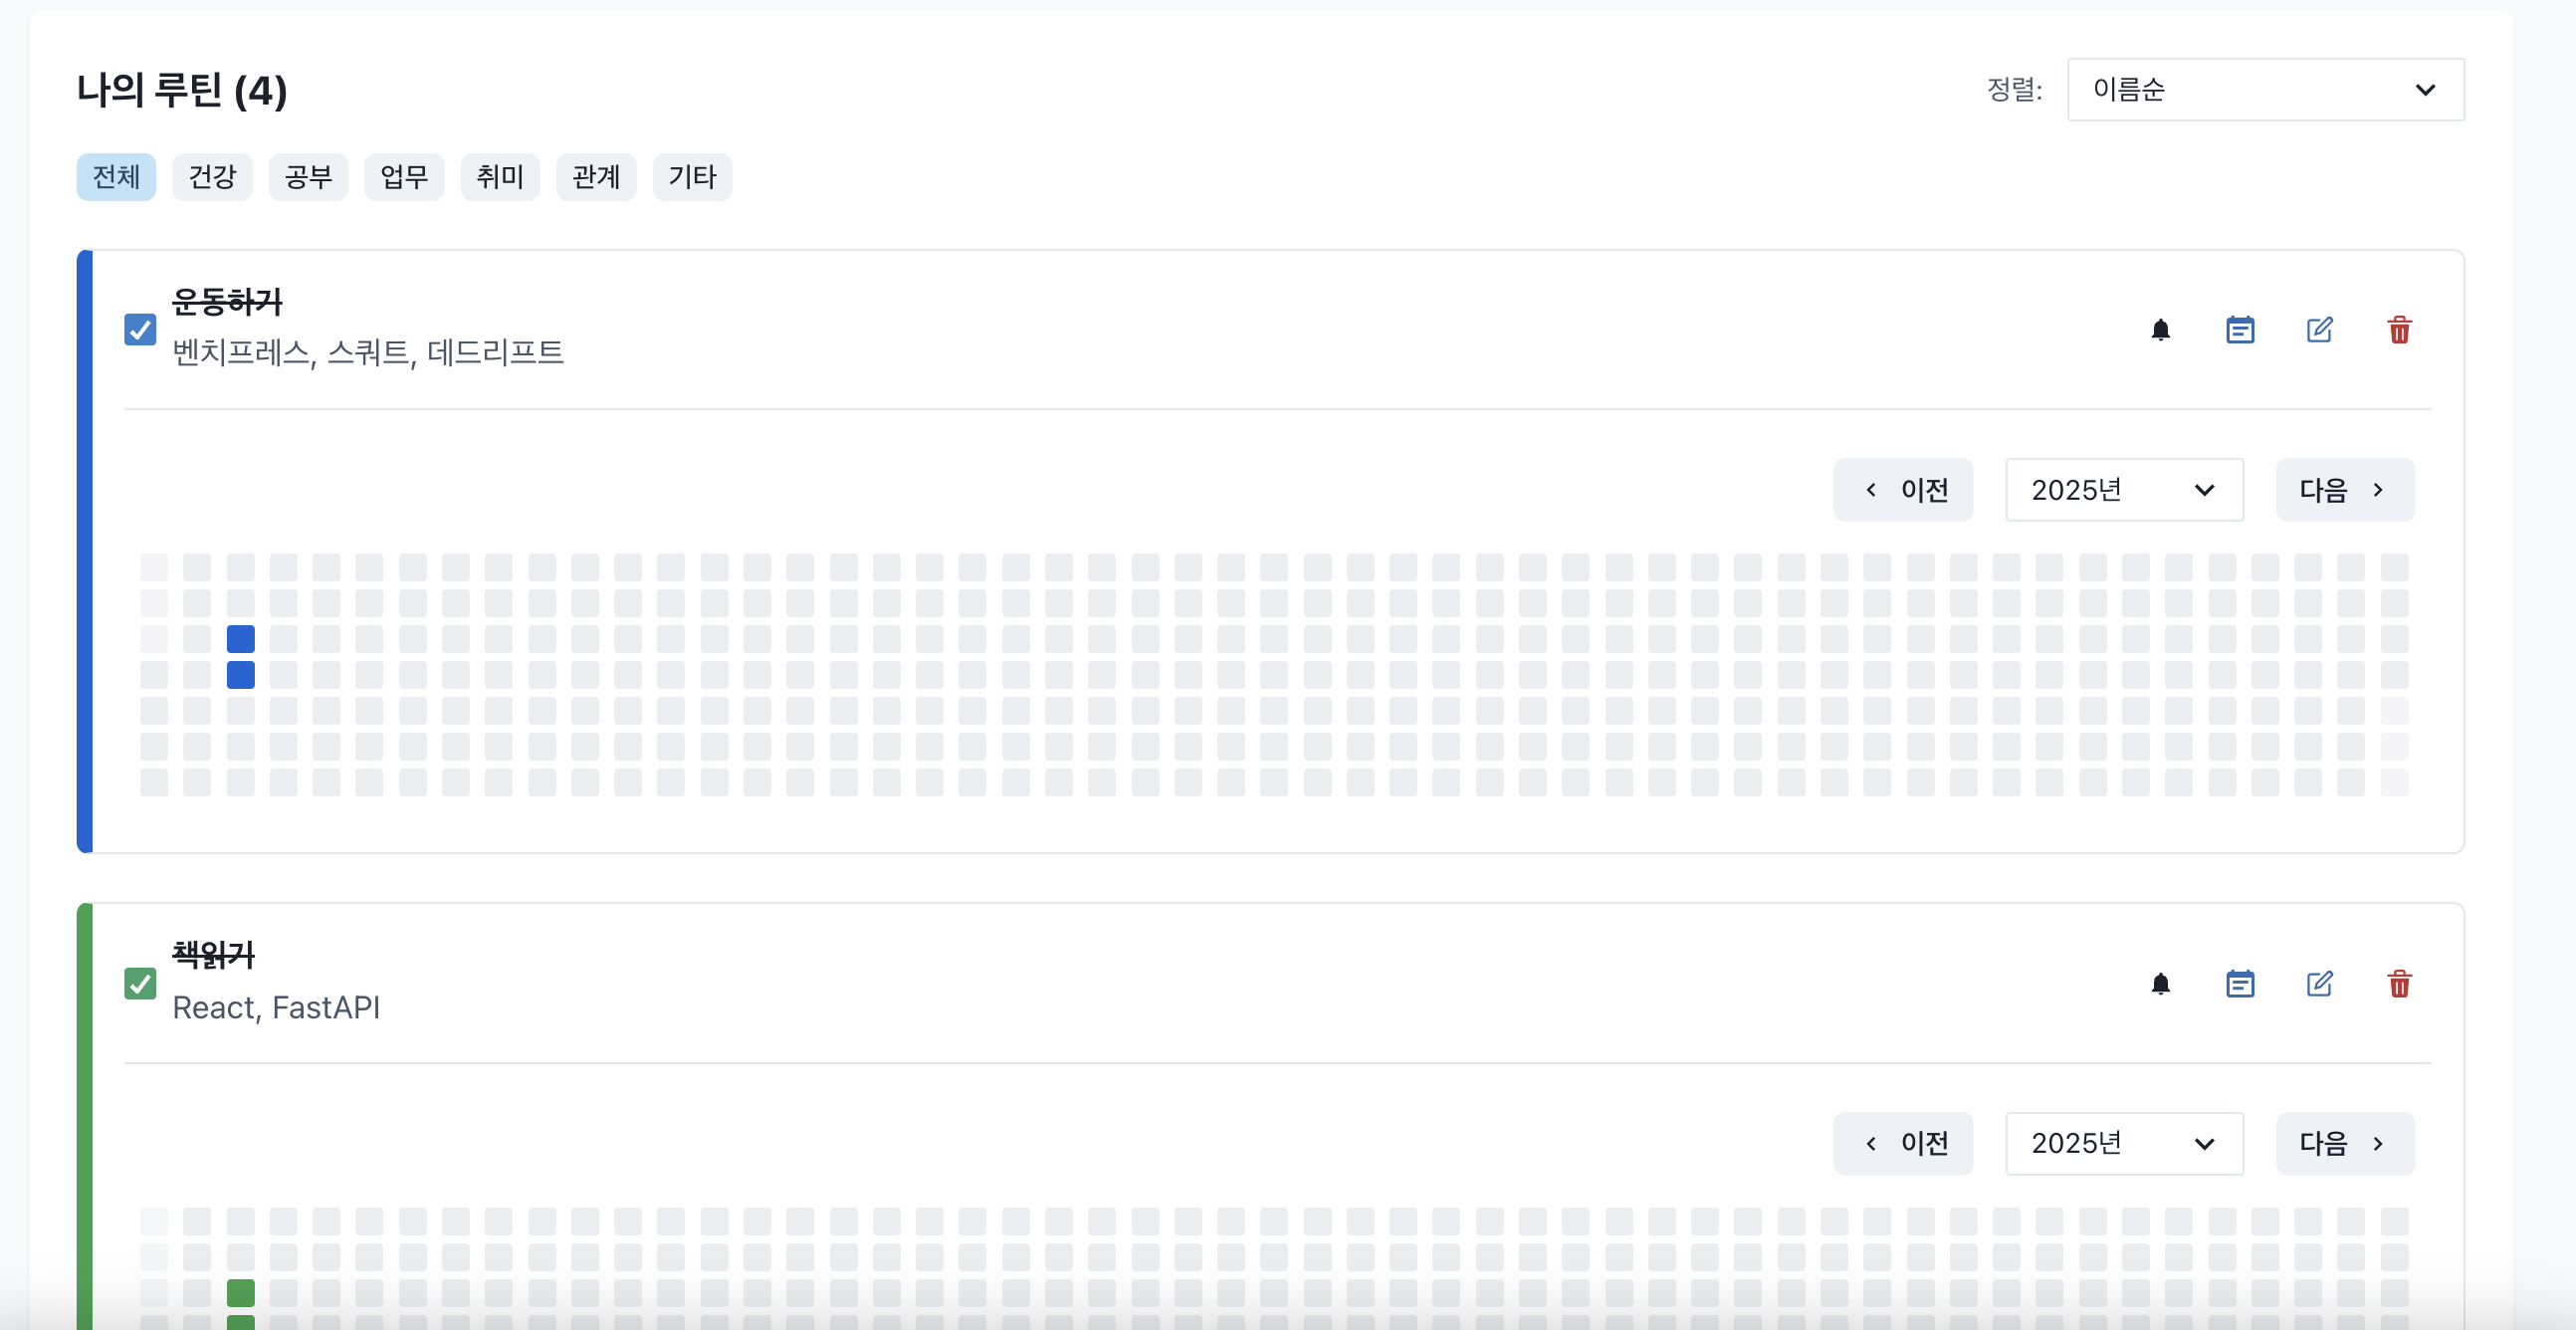 나의 루틴 (4)
정렬: 이름순
전체 건강 공부 업무 취미 관계 기타
운동하기
벤치프레스, 스쿼트, 데드리프트
이전 2025년 다음
책읽기
React, FastAPI
이전 2025년 다음